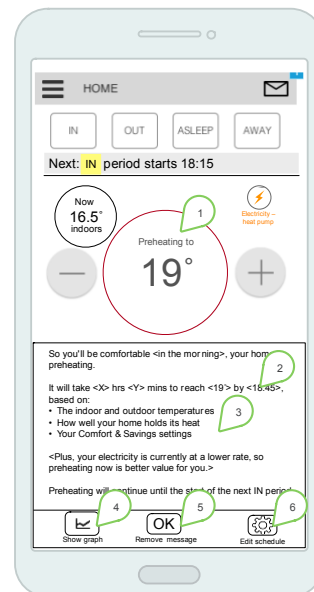 HOME
IN
OUT
ASLEEP
AWAY
Next: IN period starts 18:15
Now
16.5°
indoors
1
Electricity –
heat pump
Preheating to
19°
So you'll be comfortable <in the morning>, your home
preheating.
2
It will take <X> hrs <Y> mins to reach <19°> by <18:45>,
based on:
• The indoor and outdoor temperatures
• How well your home holds its heat
• Your Comfort & Savings settings
3
<Plus, your electricity is currently at a lower rate, so
preheating now is better value for you.>
Preheating will continue until the start of the next IN period
4
5
6
Show graph
OK
Remove message
Edit schedule